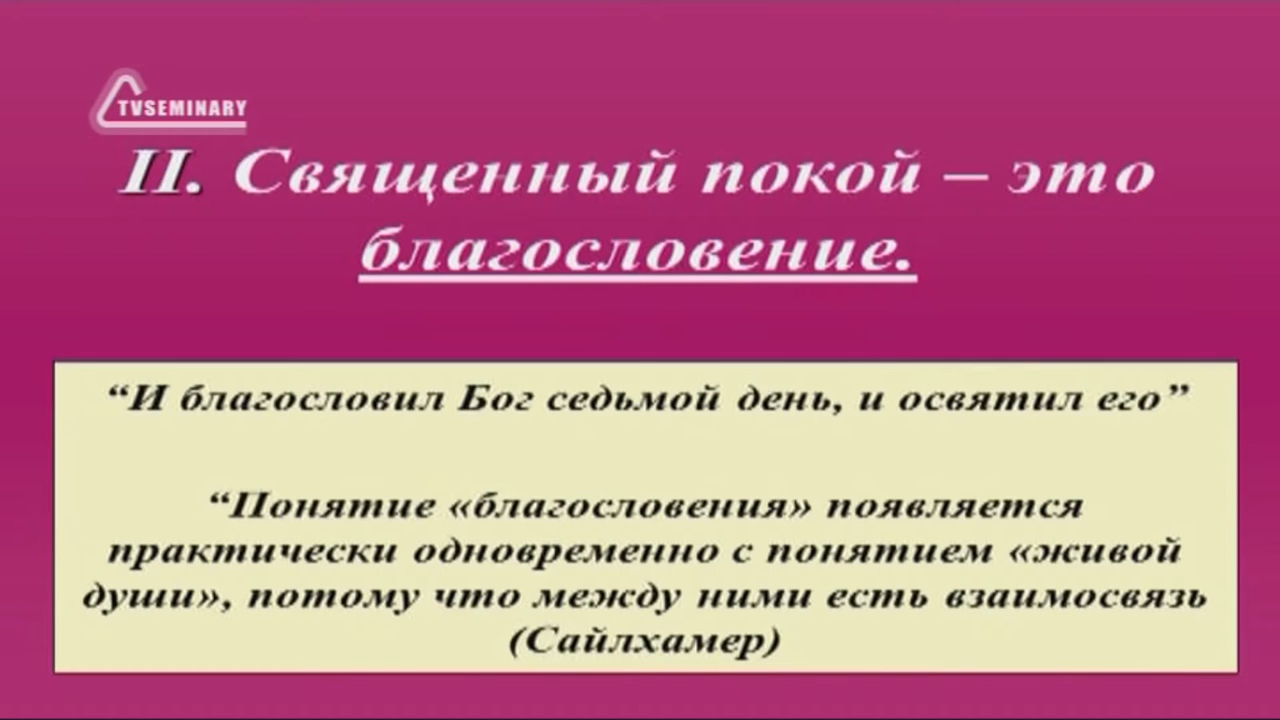 TVSEMINARY
II. Священный покой – это
благословение.
“И благословил Бог седьмой день, и освятил его”
“Понятие «благословения» появляется
практически одновременно с понятием «живой
души», потому что между ними есть взаимосвязь
(Сайлхамер)